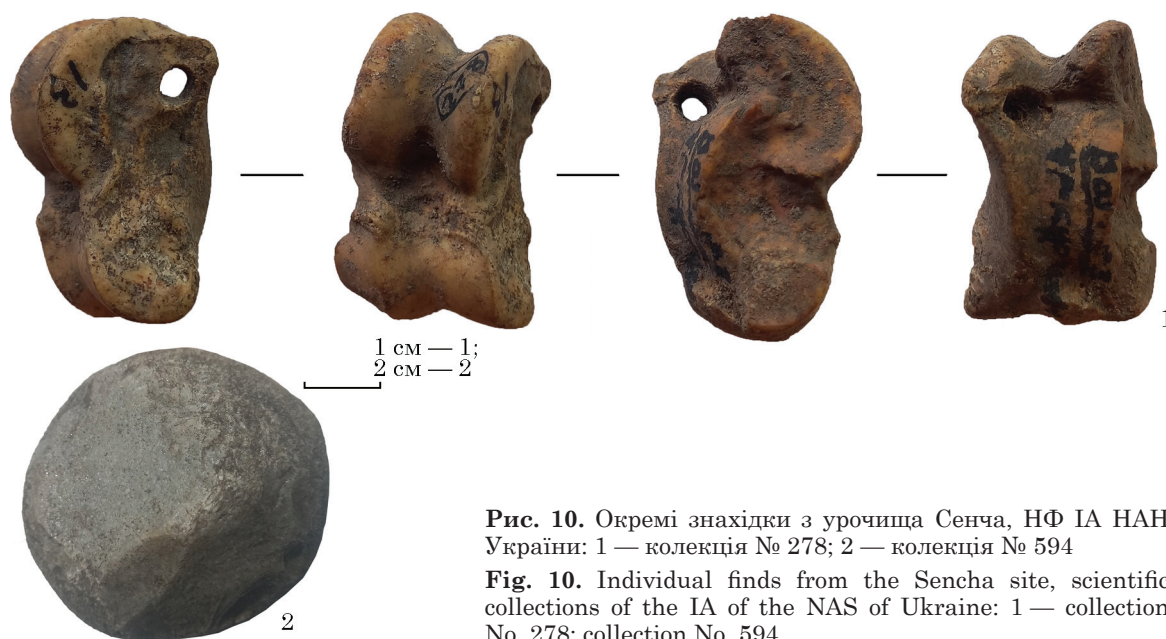 1
1 см — 1;
2 см — 2
2
Рис. 10. Окремі знахідки з урочища Сенча, НФ ІА НАН
України: 1 — колекція № 278; 2 — колекція № 594
Fig. 10. Individual finds from the Sencha site, scientific
collections of the IA of the NAS of Ukraine: 1 — collection
No. 278; collection No. 594